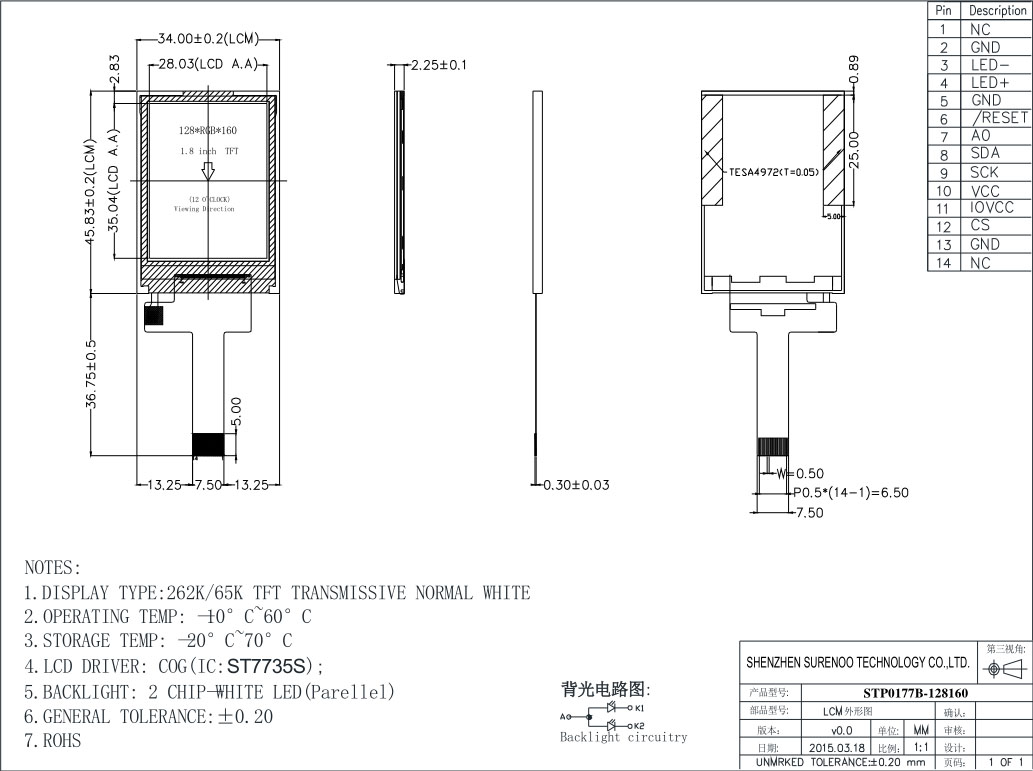 34.00±0.2(LCM)
28.03(LCD A.A)
2.83
45.83±0.2(LCM)
35.04(LCD A.A)
128*RGB*160
1.8 inch TFT
(12 O'CLOCK)
Viewing Direction
36.75±0.5
5.00
13.25 7.50 13.25
2.25±0.1
0.30±0.03
0.89
25.00
TESA4972(T=0.05)
5.00
W=0.50
P0.5*(14-1)=6.50
7.50
Pin Description
1 NC
2 GND
3 LED-
4 LED+
5 GND
6 /RESET
7 A0
8 SDA
9 SCK
10 VCC
11 IOVCC
12 CS
13 GND
14 NC
NOTES:
1.DISPLAY TYPE:262K/65K TFT TRANSMISSIVE NORMAL WHITE
2.OPERATING TEMP: -10° C~60° C
3.STORAGE TEMP: -20° C~70° C
4.LCD DRIVER: COG(IC:ST7735S);
5.BACKLIGHT: 2 CHIP-WHITE LED(Parellel)
6.GENERAL TOLERANCE:±0.20
7.ROHS
背光电路图:
A K1
K2
Backlight circuitry
SHENZHEN SURENOO TECHNOLOGY CO.,LTD. 第三视角:
产品型号: STP0177B-128160
部品型号: LCM外形图 确认:
版本: v0.0 单位: MM 审核:
日期: 2015.03.18 比例: 1:1 设计:
UNMRKED TOLERANCE:±0.20 mm 页码: 1 OF 1